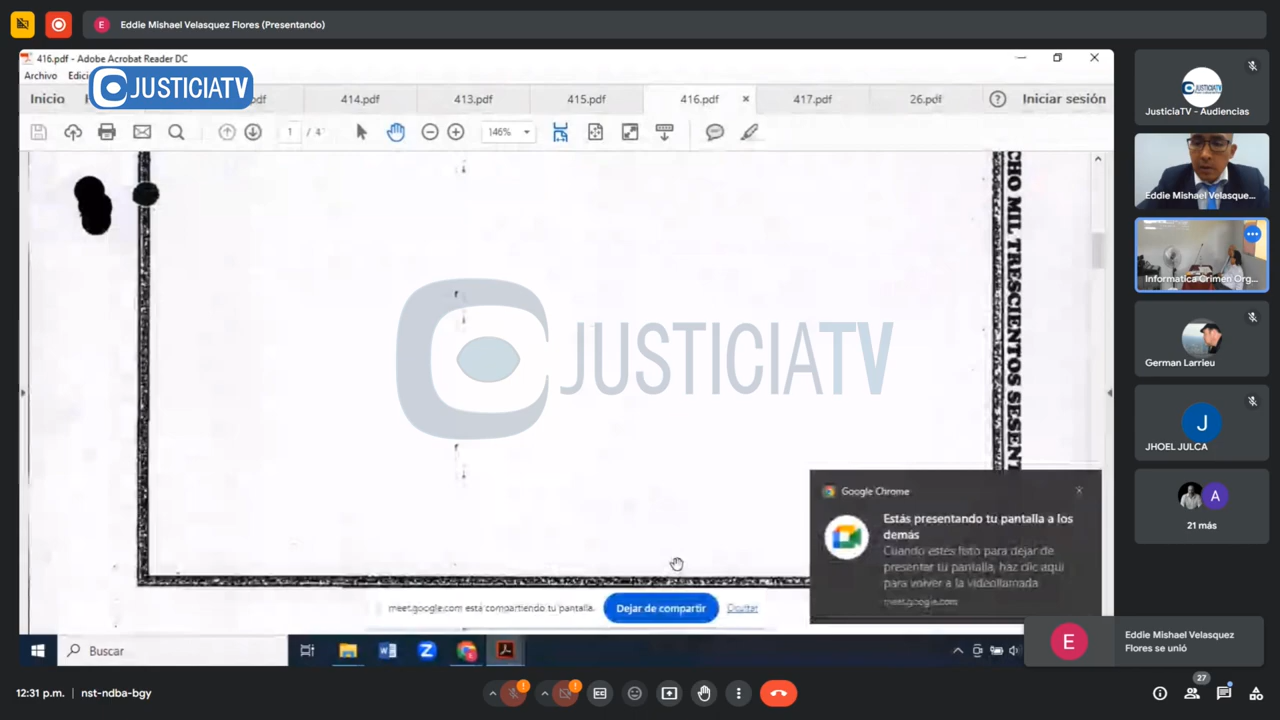 Eddie Mishael Velasquez Flores (Presentando)
416.pdf - Adobe Acrobat Reader DC
Archivo
JUSTICIATV
Inicio
414.pdf
413.pdf
415.pdf
416.pdf
417.pdf
26.pdf
Iniciar sesión
1 / 4
146%
CHO MIL TRESCIENTOS SESENT
JUSTICIATV
Google Chrome
Estás presentando tu pantalla a los
demás
Cuando estés listo para dejar de
presentar tu pantalla, haz clic aquí
para volver a la videollamada
meet.google.com
meet.google.com está compartiendo tu pantalla.
Dejar de compartir
Ocultar
Buscar
JusticiaTV - Audiencias
Eddie Mishael Velasque...
Informatica Crimen Org...
German Larrieu
J
JHOEL JULCA
A
21 más
E
Eddie Mishael Velasquez
Flores se unió
12:31 p.m.
nst-ndba-bgy
27